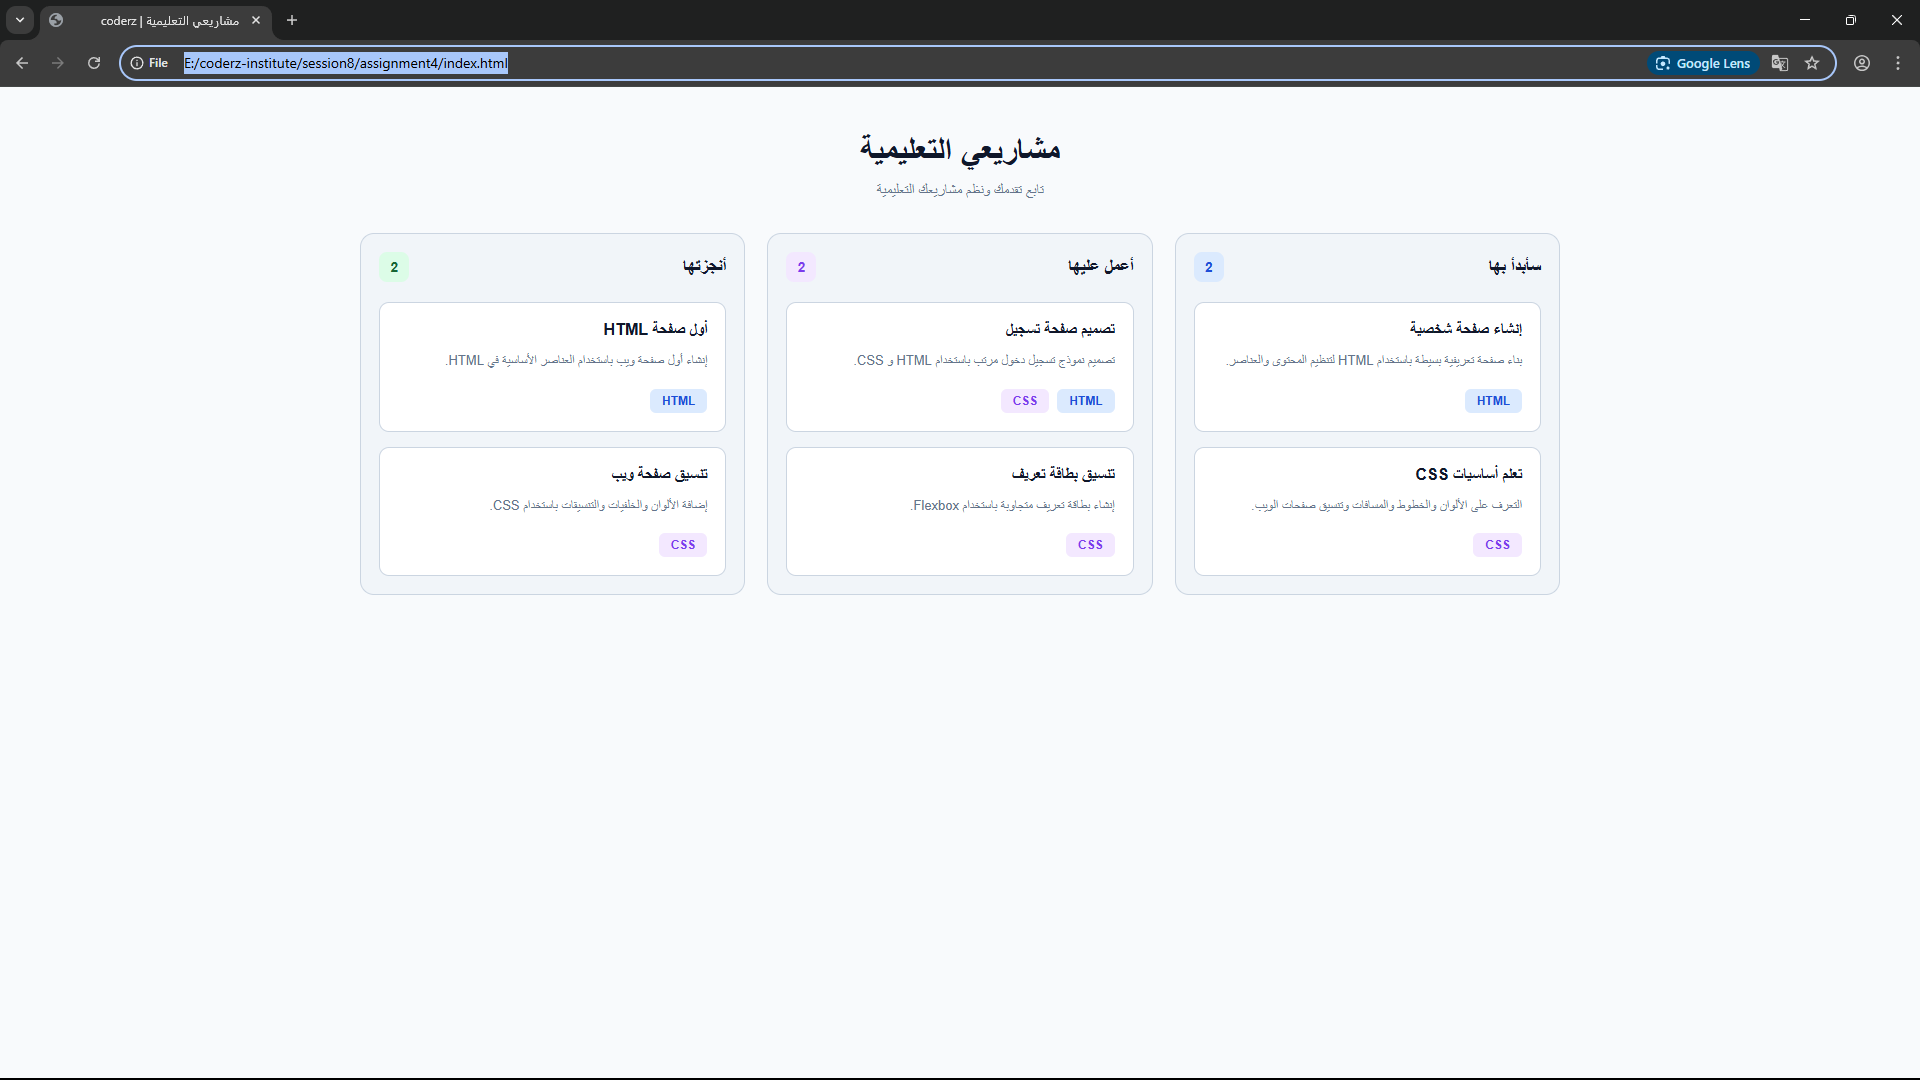 مشاريعي التعليمية | coderz
File
E:/coderz-institute/session8/assignment4/index.html
Google Lens
مشاريعي التعليمية
تابع تقدمك ونظم مشاريعك التعليمية
سأبدأ بها
2
إنشاء صفحة شخصية
بناء صفحة تعريفية بسيطة باستخدام HTML لتنظيم المحتوى والعناصر.
HTML
تعلم أساسيات CSS
التعرف على الألوان والخطوط والمسافات وتنسيق صفحات الويب.
CSS
أعمل عليها
2
تصميم صفحة تسجيل
تصميم نموذج تسجيل دخول مرتب باستخدام HTML و CSS.
HTML CSS
تنسيق بطاقة تعريف
إنشاء بطاقة تعريف متجاوبة باستخدام Flexbox.
CSS
أنجزتها
2
أول صفحة HTML
إنشاء أول صفحة ويب باستخدام العناصر الأساسية في HTML.
HTML
تنسيق صفحة ويب
إضافة الألوان والخلفيات والتنسيقات باستخدام CSS.
CSS